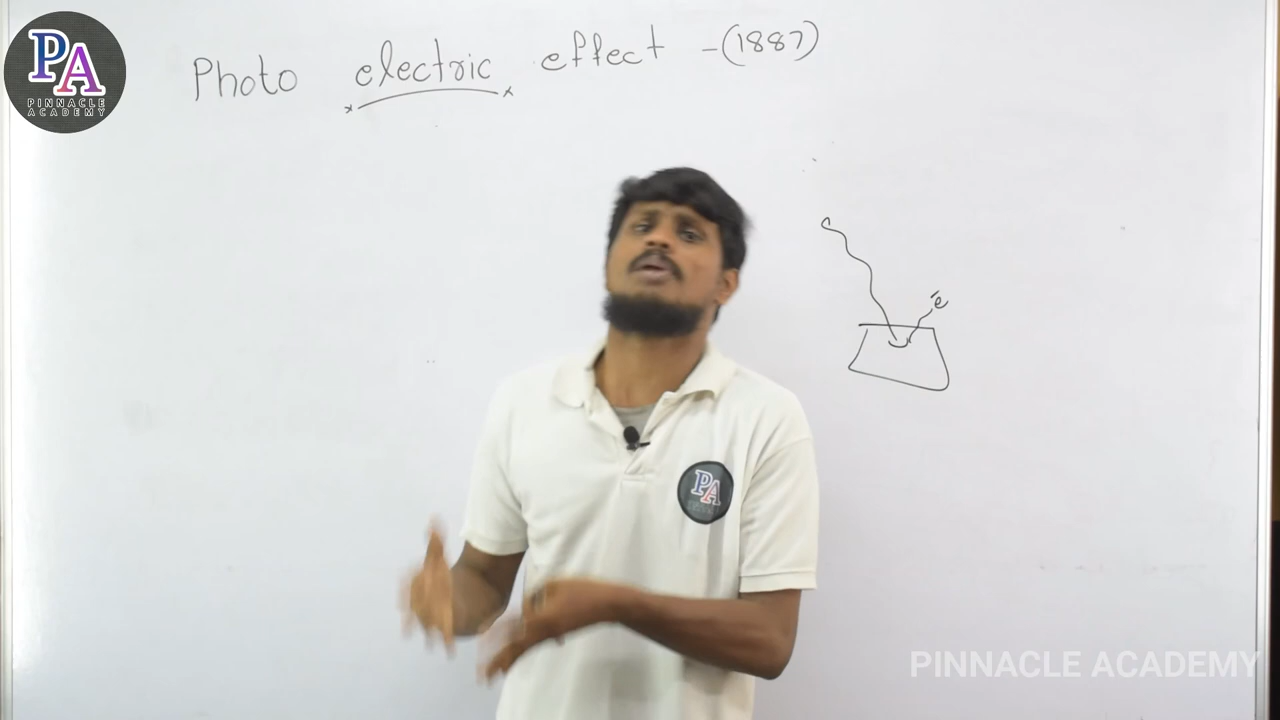 PA
PINNACLE
ACADEMY
Photo electric effect - (1887)
ē
PA
PINNACLE ACADEMY